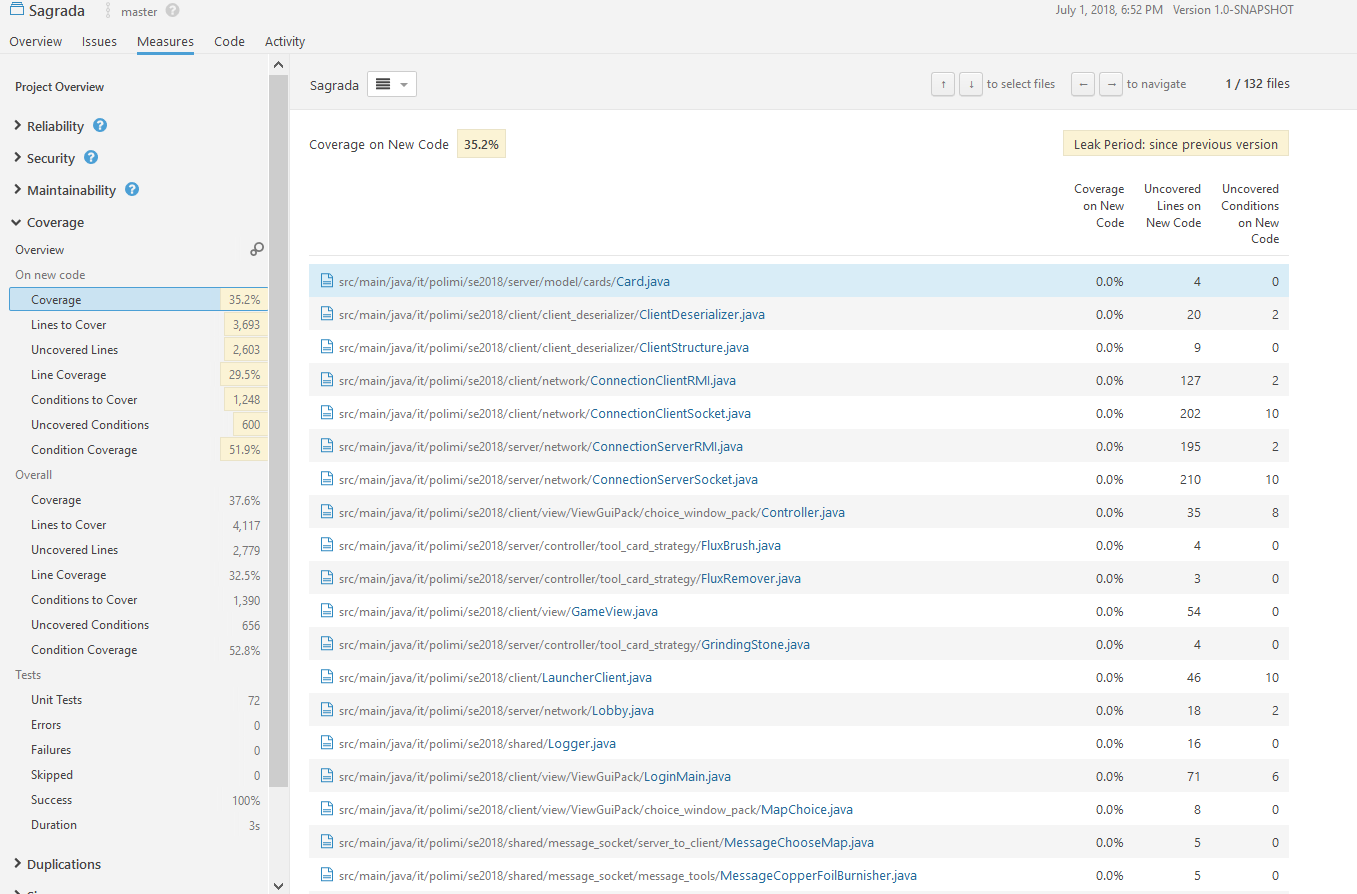 Sagrada master ?
July 1, 2018, 6:52 PM Version 1.0-SNAPSHOT
Overview Issues Measures Code Activity
Project Overview
Reliability ?
Security ?
Maintainability ?
Coverage
Overview
On new code
Coverage 35.2%
Lines to Cover 3,693
Uncovered Lines 2,603
Line Coverage 29.5%
Conditions to Cover 1,248
Uncovered Conditions 600
Condition Coverage 51.9%
Overall
Coverage 37.6%
Lines to Cover 4,117
Uncovered Lines 2,779
Line Coverage 32.5%
Conditions to Cover 1,390
Uncovered Conditions 656
Condition Coverage 52.8%
Tests
Unit Tests 72
Errors 0
Failures 0
Skipped 0
Success 100%
Duration 3s
Duplications
Sagrada
↑ ↓ to select files ← → to navigate 1 / 132 files
Coverage on New Code 35.2%
Leak Period: since previous version
Coverage on New Code
Uncovered Lines on New Code
Uncovered Conditions on New Code
src/main/java/it/polimi/se2018/server/model/cards/Card.java 0.0% 4 0
src/main/java/it/polimi/se2018/client/client_deserializer/ClientDeserializer.java 0.0% 20 2
src/main/java/it/polimi/se2018/client/client_deserializer/ClientStructure.java 0.0% 9 0
src/main/java/it/polimi/se2018/client/network/ConnectionClientRMI.java 0.0% 127 2
src/main/java/it/polimi/se2018/client/network/ConnectionClientSocket.java 0.0% 202 10
src/main/java/it/polimi/se2018/server/network/ConnectionServerRMI.java 0.0% 195 2
src/main/java/it/polimi/se2018/server/network/ConnectionServerSocket.java 0.0% 210 10
src/main/java/it/polimi/se2018/client/view/ViewGuiPack/choice_window_pack/Controller.java 0.0% 35 8
src/main/java/it/polimi/se2018/server/controller/tool_card_strategy/FluxBrush.java 0.0% 4 0
src/main/java/it/polimi/se2018/server/controller/tool_card_strategy/FluxRemover.java 0.0% 3 0
src/main/java/it/polimi/se2018/client/view/GameView.java 0.0% 54 0
src/main/java/it/polimi/se2018/server/controller/tool_card_strategy/GrindingStone.java 0.0% 4 0
src/main/java/it/polimi/se2018/client/LauncherClient.java 0.0% 46 10
src/main/java/it/polimi/se2018/server/network/Lobby.java 0.0% 18 2
src/main/java/it/polimi/se2018/shared/Logger.java 0.0% 16 0
src/main/java/it/polimi/se2018/client/view/ViewGuiPack/LoginMain.java 0.0% 71 6
src/main/java/it/polimi/se2018/client/view/ViewGuiPack/choice_window_pack/MapChoice.java 0.0% 8 0
src/main/java/it/polimi/se2018/shared/message_socket/server_to_client/MessageChooseMap.java 0.0% 5 0
src/main/java/it/polimi/se2018/shared/message_socket/message_tools/MessageCopperFoilBurnisher.java 0.0% 5 0